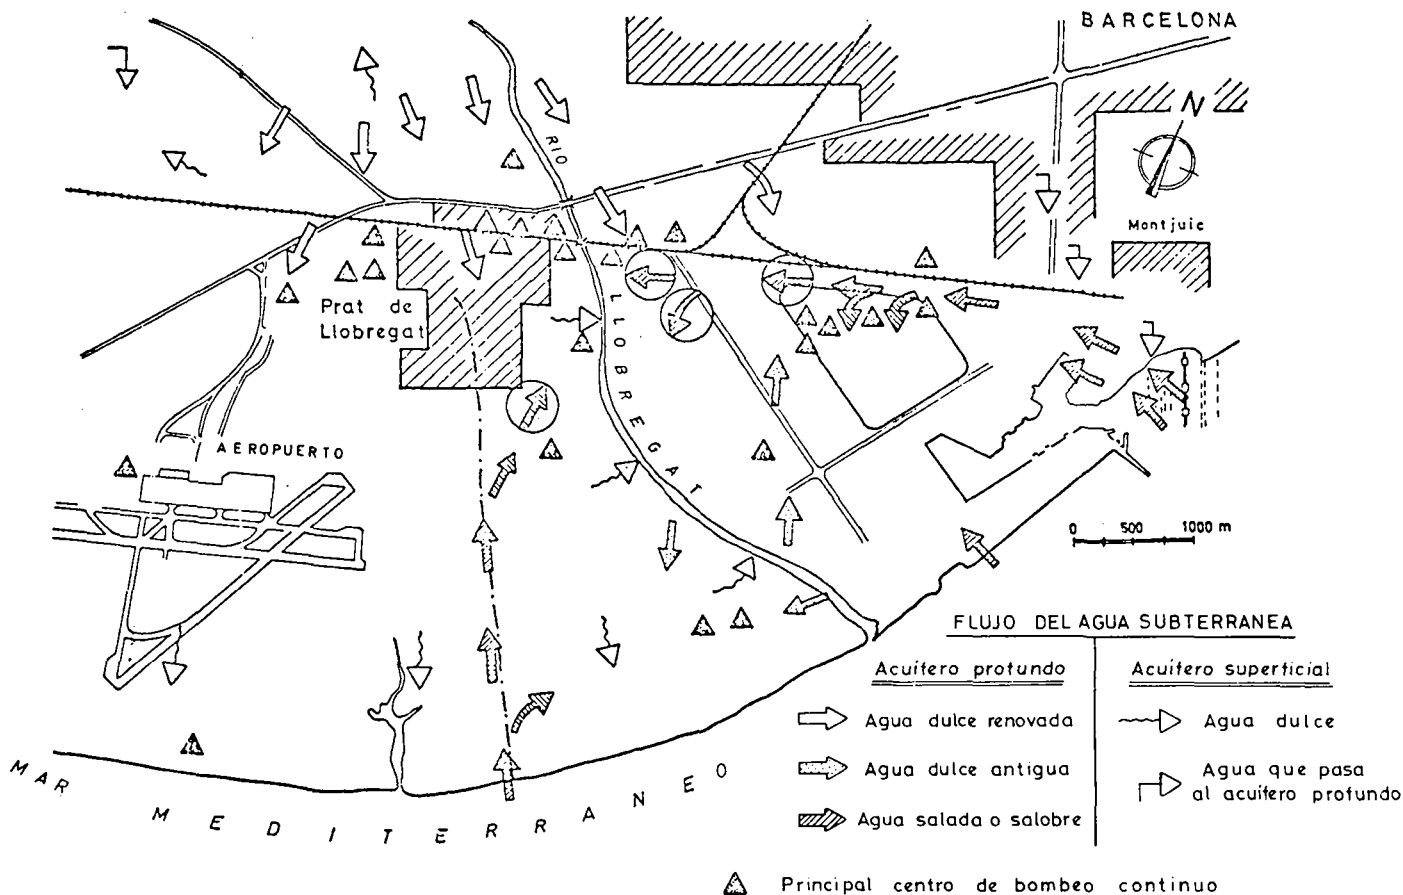 BARCELONA
N
RIO
Montjuic
Prat de
Llobregat
LLOBREGAT
AEROPUERTO
0 500 1000 m
FLUJO DEL AGUA SUBTERRANEA
Acuífero profundo
Acuífero superficial
Agua dulce renovada
Agua dulce
Agua dulce antigua
Agua que pasa
al acuífero profundo
Agua salada o salobre
MAR MEDITERRANEO
Principal centro de bombeo continuo